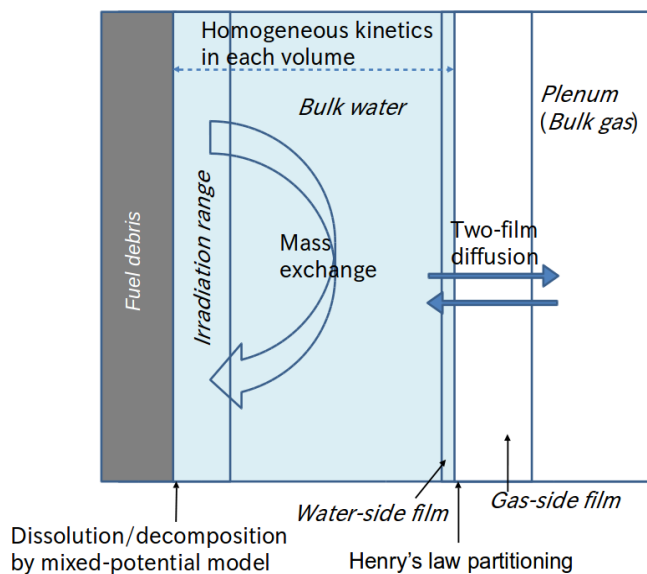 Homogeneous kinetics
in each volume
Bulk water
Plenum
(Bulk gas)
Fuel debris
Irradiation range
Mass
exchange
Two-film
diffusion
Water-side film
Gas-side film
Dissolution/decomposition
by mixed-potential model
Henry's law partitioning